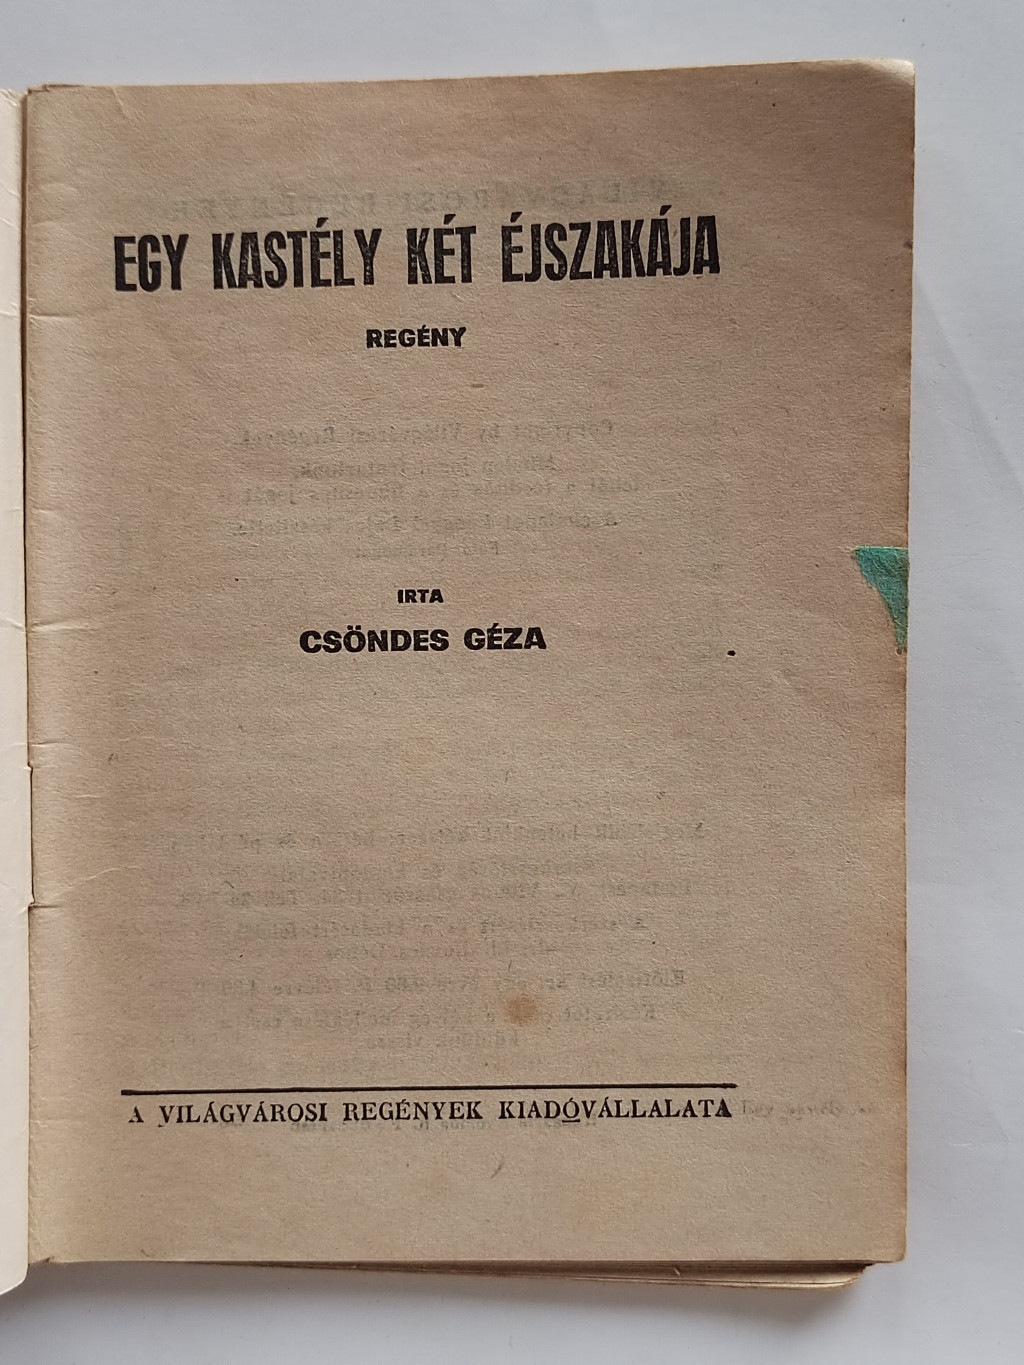 EGY KASTÉLY KÉT ÉJSZAKÁJA
REGÉNY
IRTA
CSÖNDES GÉZA
A VILÁGVÁROSI REGÉNYEK KIADÓVÁLLALATA